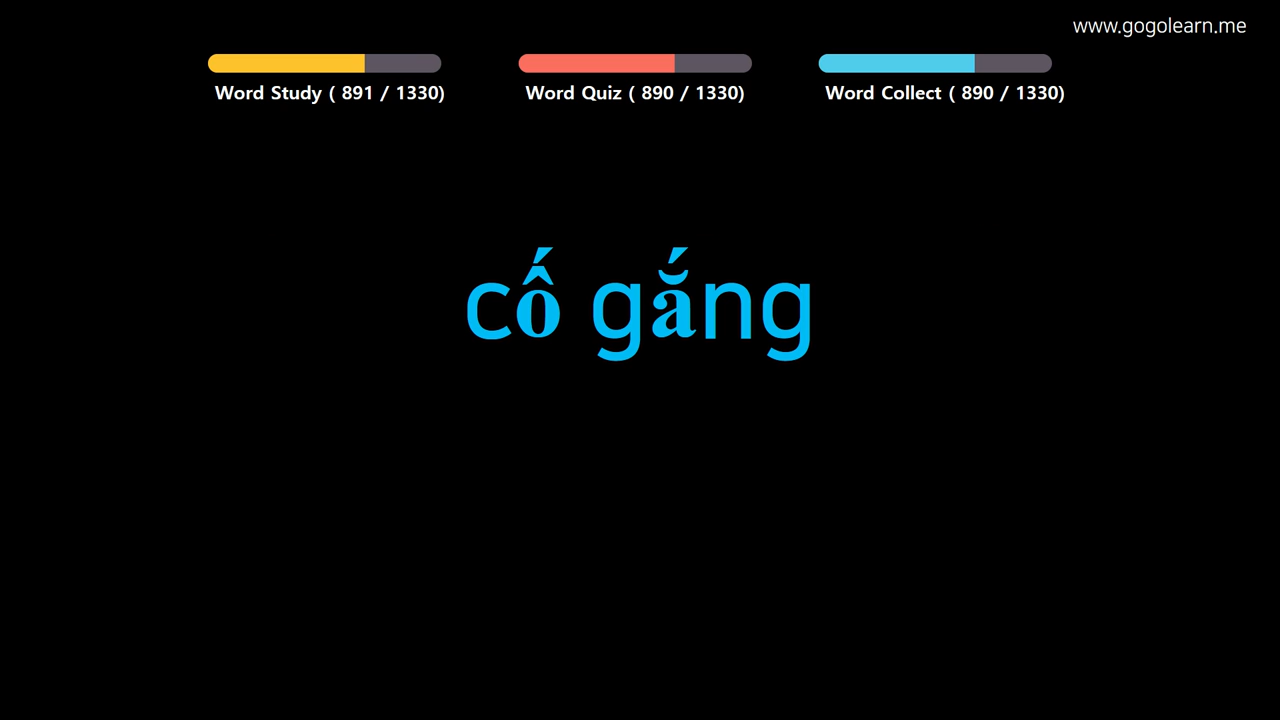 www.gogolearn.me
Word Study ( 891 / 1330)
Word Quiz ( 890 / 1330)
Word Collect ( 890 / 1330)
cố gắng